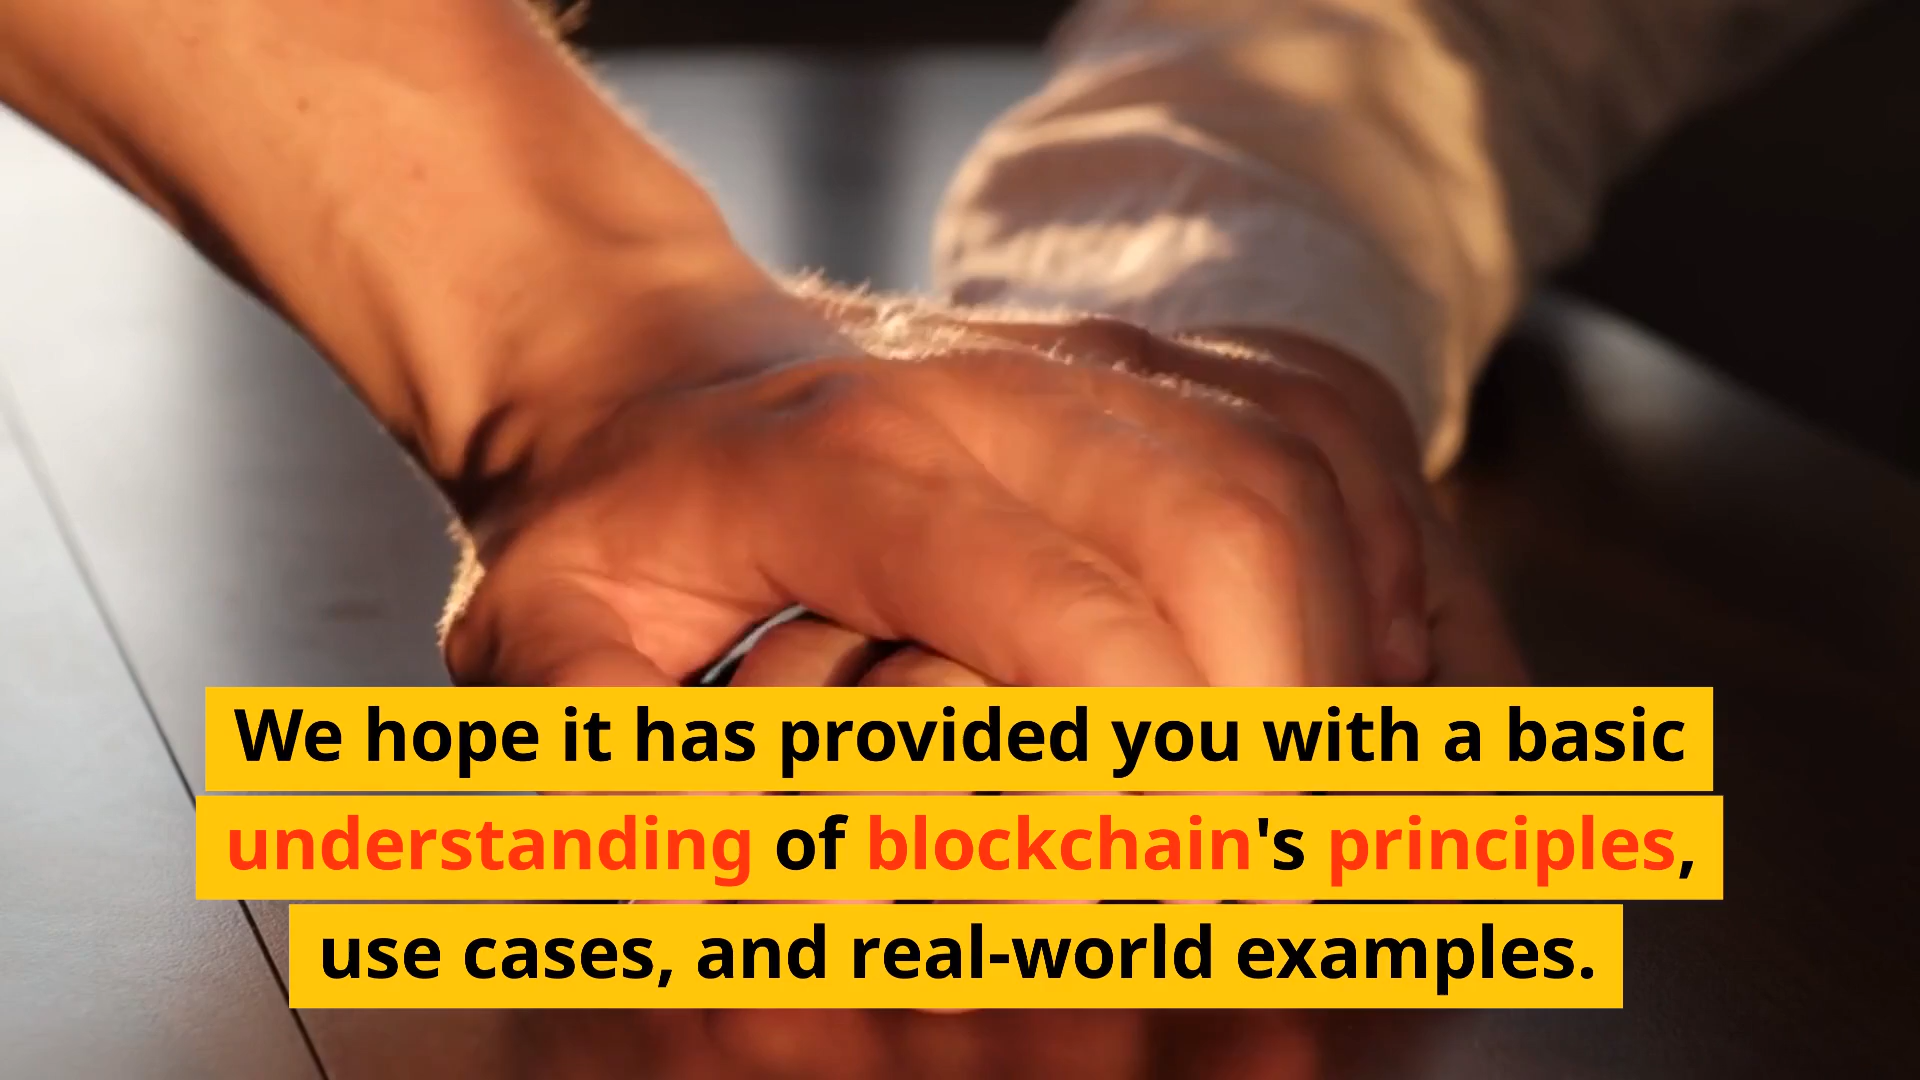 We hope it has provided you with a basic
understanding of blockchain's principles,
use cases, and real-world examples.